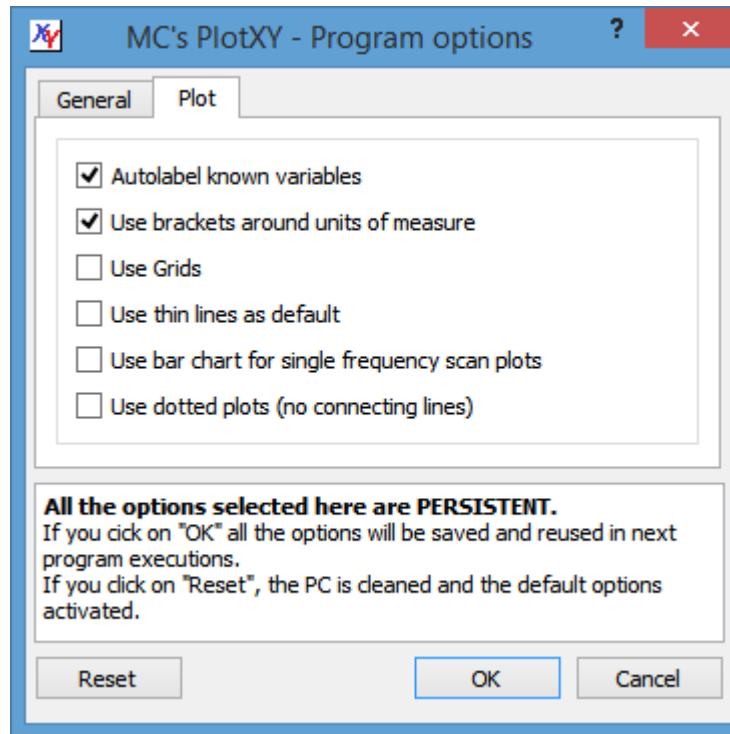 XY MC's PlotXY - Program options ? ×
General Plot
Autolabel known variables
Use brackets around units of measure
Use Grids
Use thin lines as default
Use bar chart for single frequency scan plots
Use dotted plots (no connecting lines)
All the options selected here are PERSISTENT.
If you cick on "OK" all the options will be saved and reused in next
program executions.
If you click on "Reset", the PC is cleaned and the default options
activated.
Reset OK Cancel